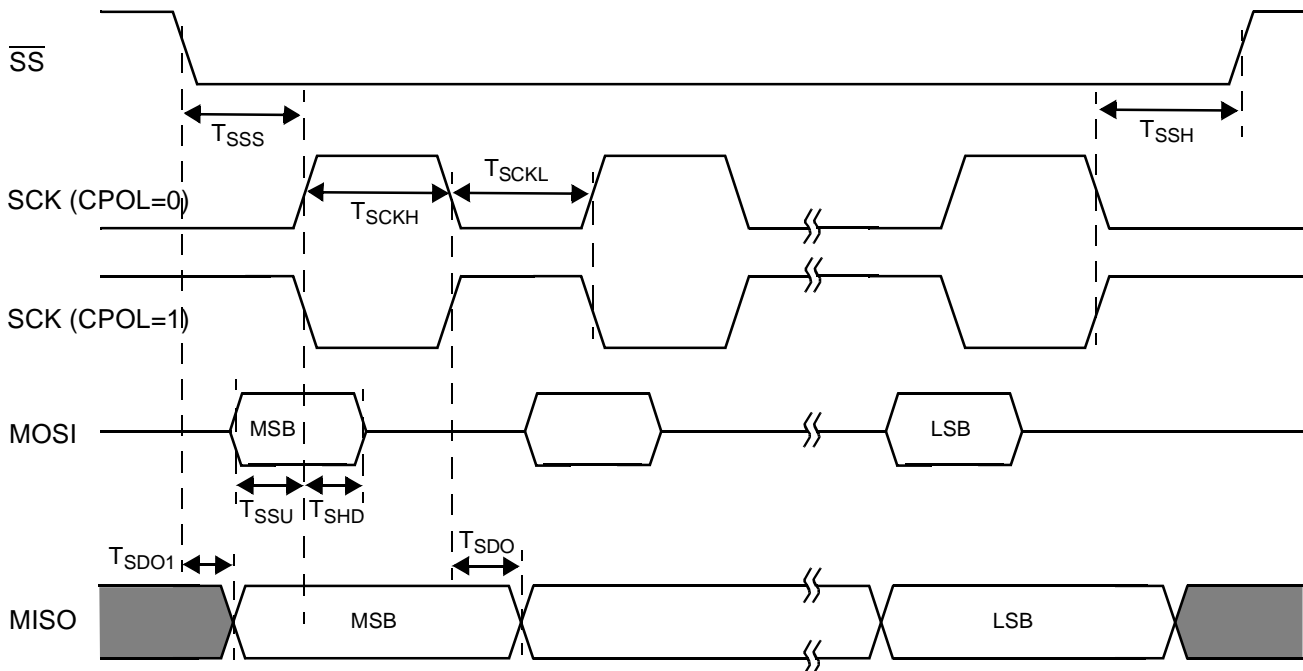 SS
TSSS
TSSH
SCK (CPOL=0)
TSCKH
TSCKL
SCK (CPOL=1)
MOSI
MSB
LSB
TSSU
TSHD
TSDO1
TSDO
MISO
MSB
LSB